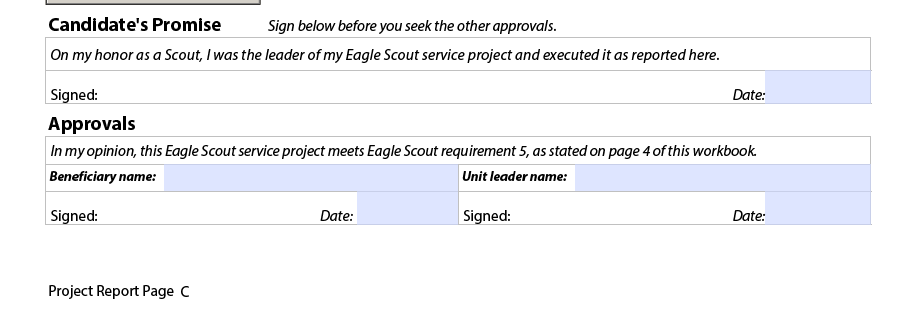 Candidate's Promise Sign below before you seek the other approvals.
On my honor as a Scout, I was the leader of my Eagle Scout service project and executed it as reported here.
Signed: Date:
Approvals
In my opinion, this Eagle Scout service project meets Eagle Scout requirement 5, as stated on page 4 of this workbook.
Beneficiary name: Unit leader name:
Signed: Date: Signed: Date:
Project Report Page C